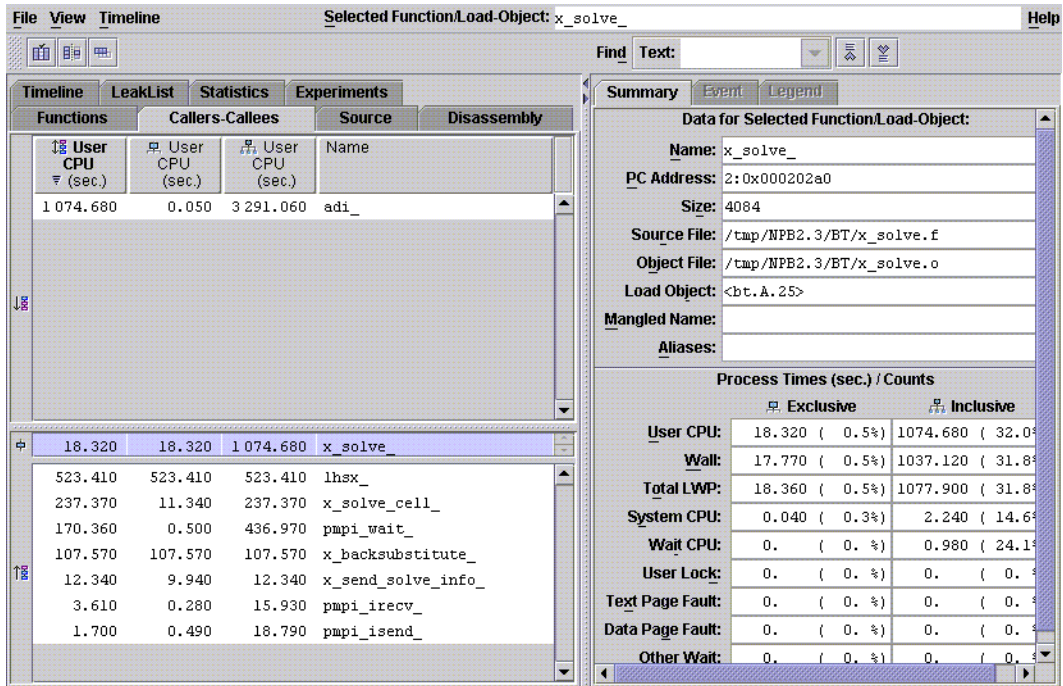 File View Timeline Selected Function/Load-Object: x_solve_ Help
Find Text:
Timeline LeakList Statistics Experiments
Functions Callers-Callees Source Disassembly
User CPU (sec.) User CPU (sec.) User CPU (sec.) Name
1074.680 0.050 3291.060 adi_
18.320 18.320 1074.680 x_solve_
523.410 523.410 523.410 lhsx_
237.370 11.340 237.370 x_solve_cell_
170.360 0.500 436.970 pmpi_wait_
107.570 107.570 107.570 x_backsubstitute_
12.340 9.940 12.340 x_send_solve_info_
3.610 0.280 15.930 pmpi_irecv_
1.700 0.490 18.790 pmpi_isend_
Summary Event Legend
Data for Selected Function/Load-Object:
Name: x_solve_
PC Address: 2:0x000202a0
Size: 4084
Source File: /tmp/NPB2.3/BT/x_solve.f
Object File: /tmp/NPB2.3/BT/x_solve.o
Load Object: <bt.A.25>
Mangled Name:
Aliases:
Process Times (sec.) / Counts
Exclusive Inclusive
User CPU: 18.320 ( 0.5%) 1074.680 ( 32.0%
Wall: 17.770 ( 0.5%) 1037.120 ( 31.8%
Total LWP: 18.360 ( 0.5%) 1077.900 ( 31.8%
System CPU: 0.040 ( 0.3%) 2.240 ( 14.6%
Wait CPU: 0. ( 0. %) 0.980 ( 24.1%
User Lock: 0. ( 0. %) 0. ( 0. %
Text Page Fault: 0. ( 0. %) 0. ( 0. %
Data Page Fault: 0. ( 0. %) 0. ( 0. %
Other Wait: 0. ( 0. %) 0. ( 0. %